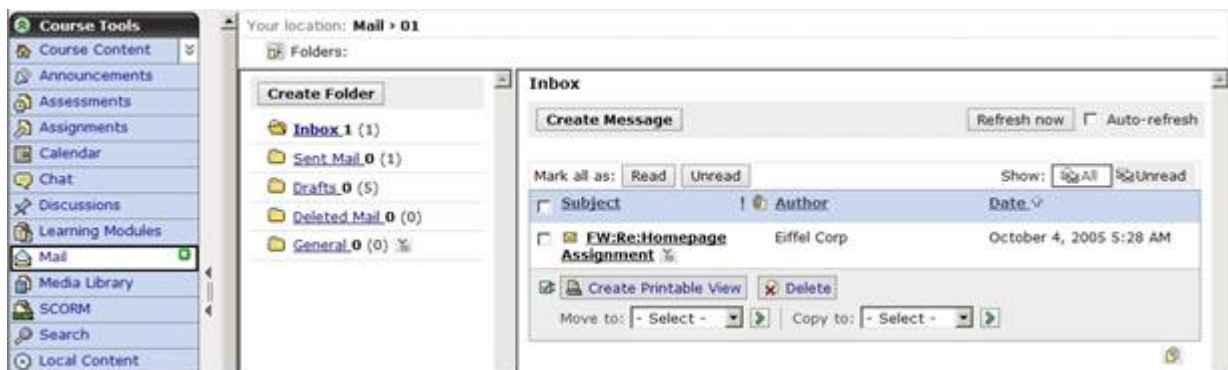 Course Tools
Course Content
Announcements
Assessments
Assignments
Calendar
Chat
Discussions
Learning Modules
Mail
Media Library
SCORM
Search
Local Content
Your location: Mail > 01
Folders:
Create Folder
Inbox 1 (1)
Sent Mail 0 (1)
Drafts 0 (5)
Deleted Mail 0 (0)
General 0 (0)
Inbox
Create Message Refresh now Auto-refresh
Mark all as: Read Unread Show: All Unread
Subject ! Author Date
FW:Re:Homepage Eiffel Corp October 4, 2005 5:28 AM
Assignment
Create Printable View Delete
Move to: - Select - Copy to: - Select -